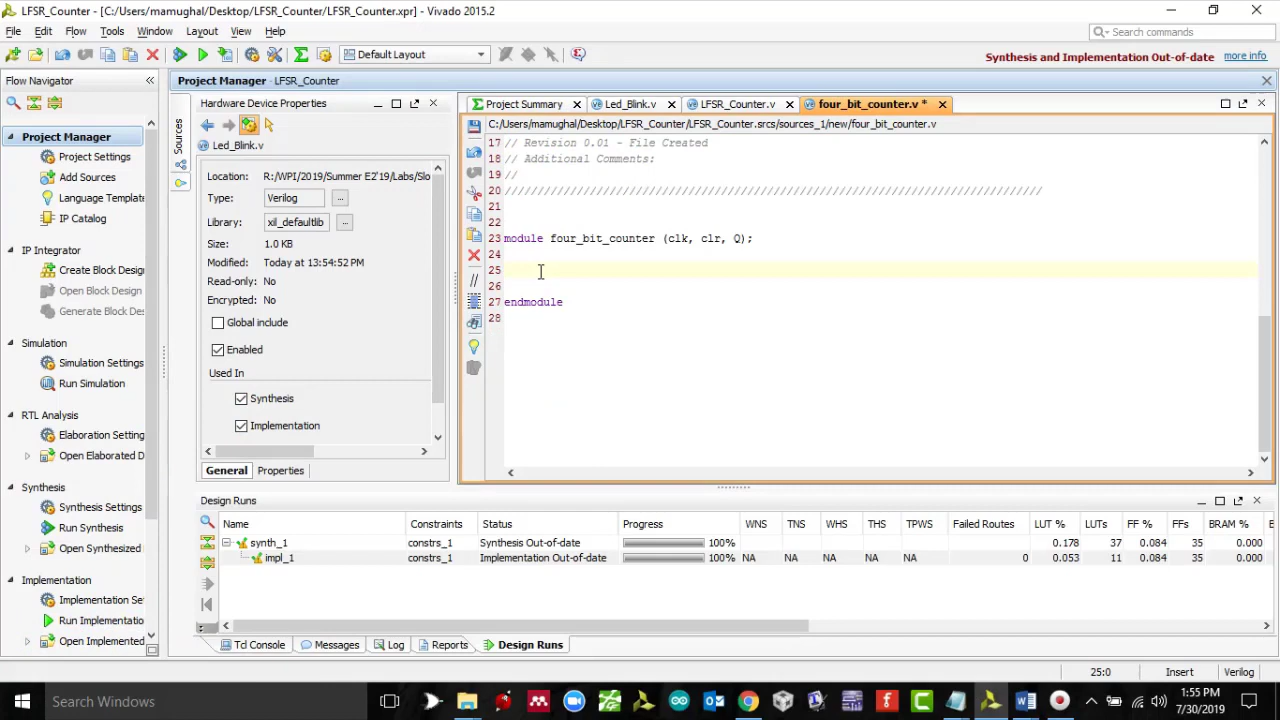 LFSR_Counter - [C:/Users/mamughal/Desktop/LFSR_Counter/LFSR_Counter.xpr] - Vivado 2015.2
File Edit Flow Tools Window Layout View Help
Search commands
Default Layout
Synthesis and Implementation Out-of-date more info
Flow Navigator
Project Manager - LFSR_Counter
Project Manager
Project Settings
Add Sources
Language Template
IP Catalog
IP Integrator
Create Block Design
Open Block Design
Generate Block De
Simulation
Simulation Settings
Run Simulation
RTL Analysis
Elaboration Setting
Open Elaborated D
Synthesis
Synthesis Settings
Run Synthesis
Open Synthesized
Implementation
Implementation Se
Run Implementatio
Open Implemented
Sources
Hardware Device Properties
Led_Blink.v
Location: R:/WPI/2019/Summer E2'19/Labs/Slo
Type: Verilog ...
Library: xil_defaultlib ...
Size: 1.0 KB
Modified: Today at 13:54:52 PM
Read-only: No
Encrypted: No
Global include
Enabled
Used In
Synthesis
Implementation
General Properties
Project Summary Led_Blink.v LFSR_Counter.v four_bit_counter.v *
C:/Users/mamughal/Desktop/LFSR_Counter/LFSR_Counter.srcs/sources_1/new/four_bit_counter.v
17 // Revision 0.01 - File Created
18 // Additional Comments:
19 //
20 //////////////////////////////////////////////////////////////////////////////////
21
22
23 module four_bit_counter (clk, clr, Q);
24
25
26
27 endmodule
28
Design Runs
Name Constraints Status Progress WNS TNS WHS THS TPWS Failed Routes LUT % LUTs FF % FFs BRAM %
synth_1 constrs_1 Synthesis Out-of-date 100% 0.178 37 0.084 35 0.000
impl_1 constrs_1 Implementation Out-of-date 100% NA NA NA NA NA 0 0.053 11 0.084 35 0.000
Tcl Console Messages Log Reports Design Runs
25:0 Insert Verilog
Search Windows
1:55 PM
7/30/2019